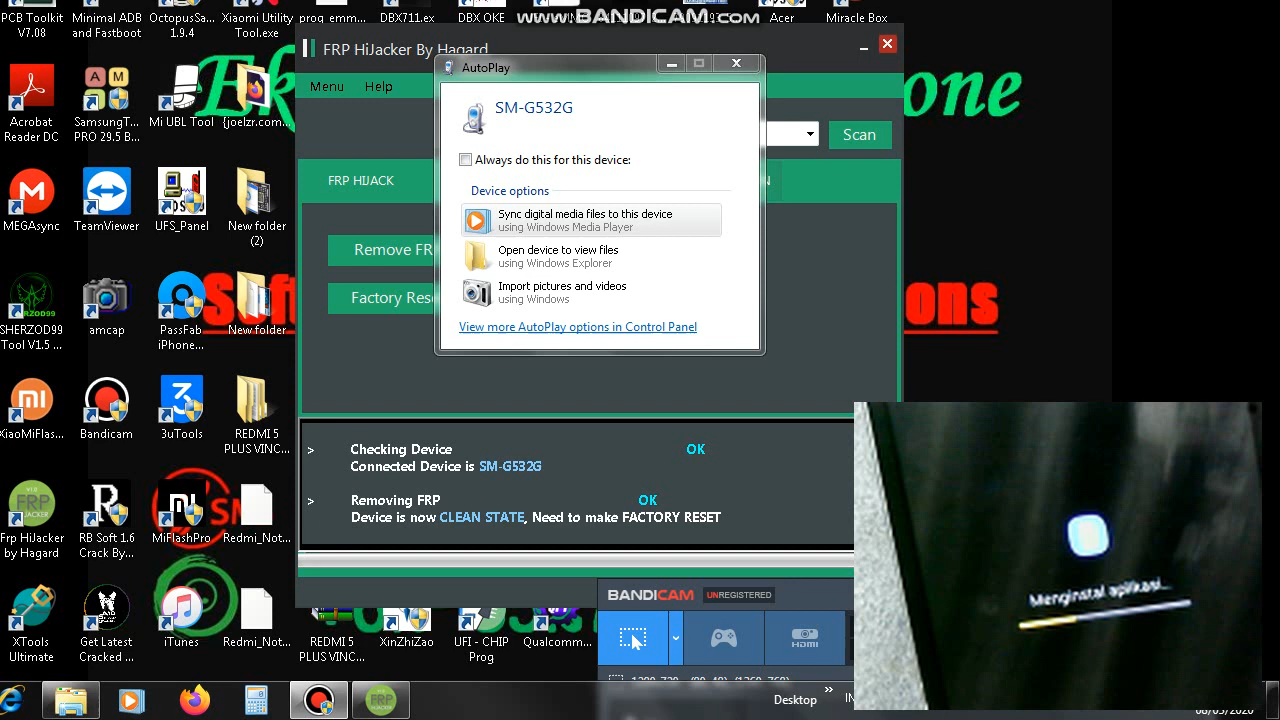 PCB Toolkit
V7.08
Minimal ADB
and Fastboot
OctopusSa...
1.9.4
Xiaomi Utility
Tool.exe
prog_emm...
DBX711.ex
DBX OKE
Acer
Miracle Box
WWW.BANDICAM.COM
FRP HiJacker By Hagard
Menu
Help
Scan
FRP HIJACK
Remove FR
Factory Res
AutoPlay
SM-G532G
Always do this for this device:
Device options
Sync digital media files to this device
using Windows Media Player
Open device to view files
using Windows Explorer
Import pictures and videos
using Windows
View more AutoPlay options in Control Panel
Acrobat
Reader DC
SamsungT...
PRO 29.5 B...
Mi UBL Tool
{joelzr.com...
one
MEGAsync
TeamViewer
UFS_Panel
New folder
(2)
SHERZOD99
Tool V1.5 ...
amcap
PassFab
iPhone...
New folder
ons
XiaoMiFlas...
Bandicam
3uTools
REDMI 5
PLUS VINC...
Frp HiJacker
by Hagard
RB Soft 1.6
Crack By...
MiFlashPro
Redmi_Not...
XTools
Ultimate
Get Latest
Cracked ...
iTunes
Redmi_Not...
REDMI 5
PLUS VINC...
XinZhiZao
UFI - CHIP
Prog
Qualcomm...
> Checking Device OK
Connected Device is SM-G532G
> Removing FRP OK
Device is now CLEAN STATE, Need to make FACTORY RESET
BANDICAM UNREGISTERED
HDMI
Menginstal aplikasi...
FRP
Desktop
»